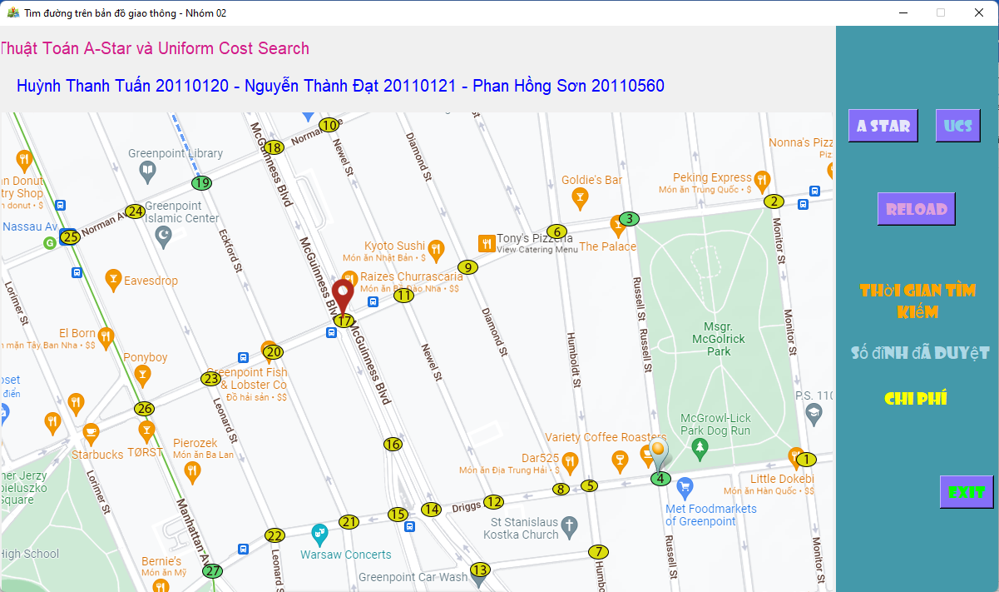 Tìm đường trên bản đồ giao thông - Nhóm 02
Thuật Toán A-Star và Uniform Cost Search
Huỳnh Thanh Tuấn 20110120 - Nguyễn Thành Đạt 20110121 - Phan Hồng Sơn 20110560
A STAR
UCS
RELOAD
THờI GIAN TÌM
KIếM
Số đỉNH đÃ DUYệT
CHI PHÍ
EXIT
10
Norman Ave
18
Greenpoint Library
Nonna's Pizz
Piz
19
Newel St
Diamond St
McGuinness Blvd
Goldie's Bar
Peking Express
Món ăn Trung Quốc • $
n Donut
try Shop
n donut • $
24
Greenpoint
Islamic Center
2
3
Nassau Av
25
Norman Av
G
6
Tony's Pizzeria
View Catering Menu
The Palace
Kyoto Sushi
Món ăn Nhật Bản • $
Eckford St
McGuinness Blvd
Monitor St
9
Eavesdrop
Raizes Churrascaria
Món ăn Bồ Đào Nha • $$
11
Lorimer St
Russell St
17
McGuinness Blvd
Diamond St
Monitor St
Msgr.
McGolrick
Park
El Born
n mặn Tây Ban Nha • $$
20
Newel St
Humboldt St
Russell St
Ponyboy
Greenpoint Fish
& Lobster Co
Đồ hải sản • $$
23
điển
26
Leonard St
P.S. 110
McGrowl-Lick
Park Dog Run
Starbucks
TØRST
Pierozek
Món ăn Ba Lan
16
Variety Coffee Roasters
Dar525
Món ăn Địa Trung Hải • $
1
ner Jerzy
Square
Lorimer St
8
5
4
Little Dokebi
Món ăn Hàn Quốc • $$
Manhattan Av
15
14
Driggs
12
Met Foodmarkets
of Greenpoint
21
22
St Stanislaus
Kostka Church
High School
Warsaw Concerts
7
Bernie's
Món ăn Mỹ
27
Leonard S
Greenpoint Car Wash
13
Humbo
Russell St
Monitor St